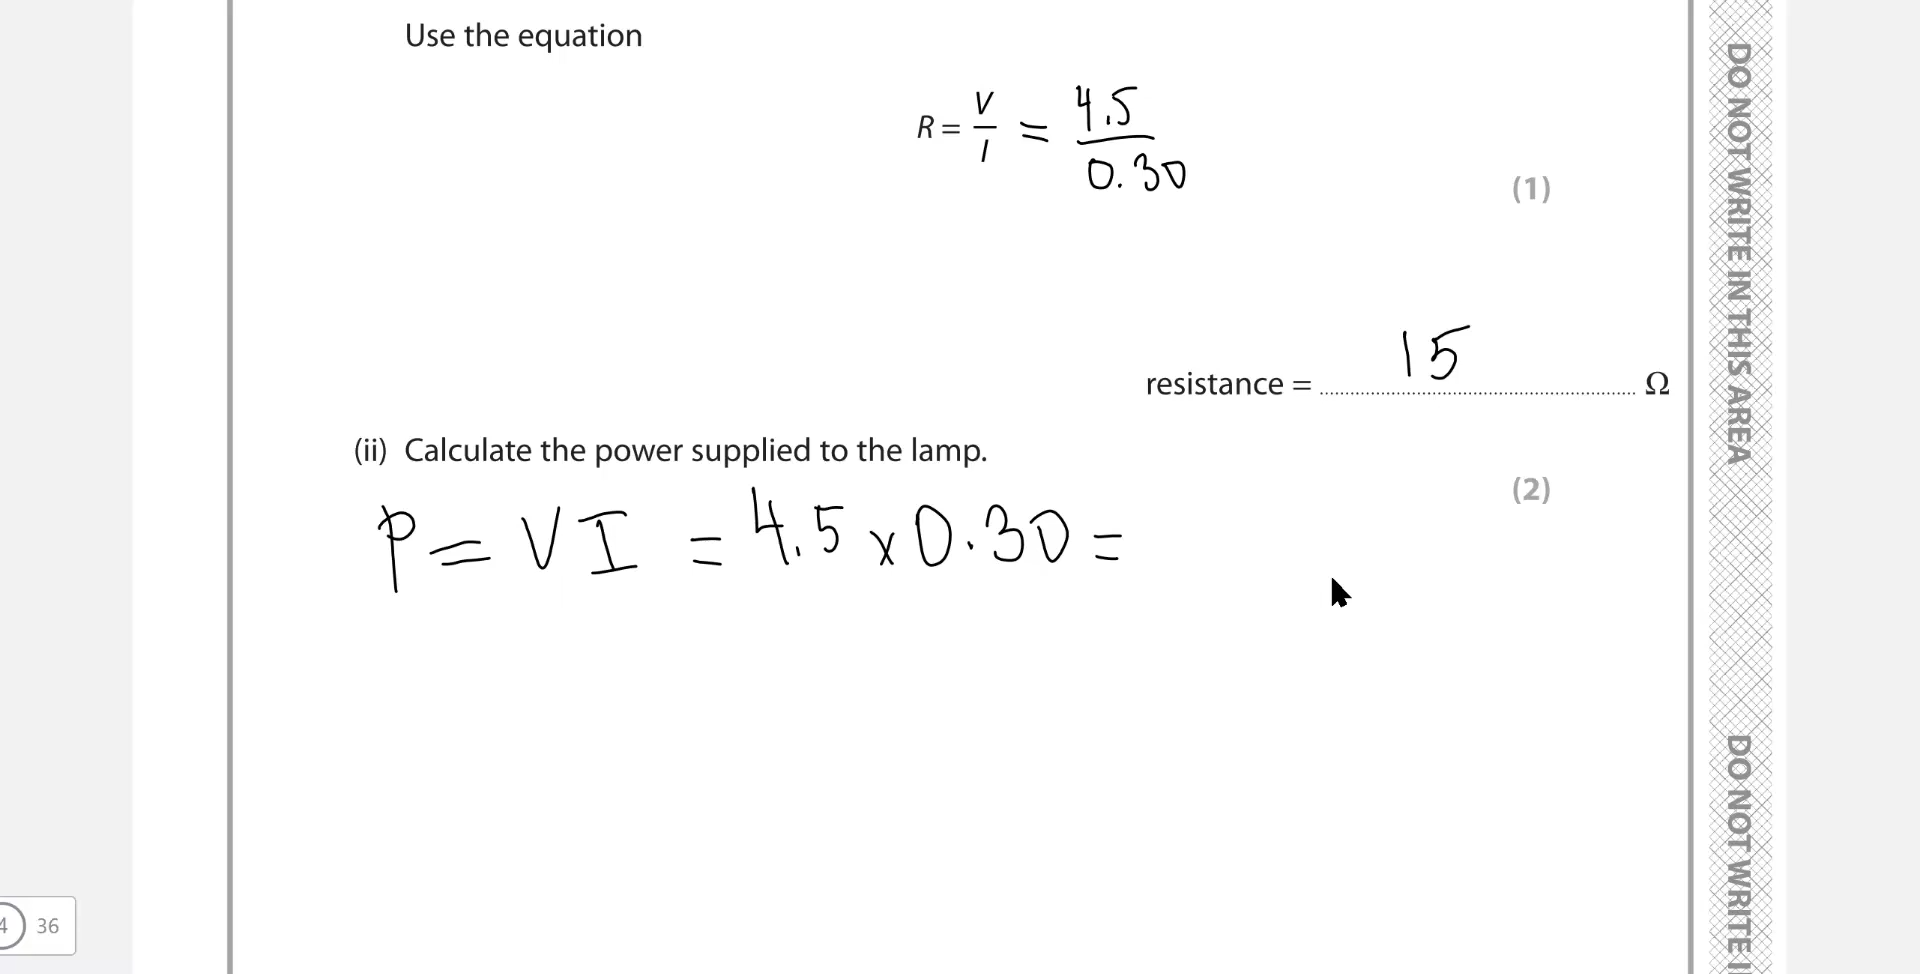 Use the equation
R = V/I = 4.5/0.30
(1)
resistance = 15 Ω
(ii) Calculate the power supplied to the lamp.
(2)
P = VI = 4.5 x 0.30 =
4 36
DO NOT WRITE IN THIS AREA
DO NOT WRITE I